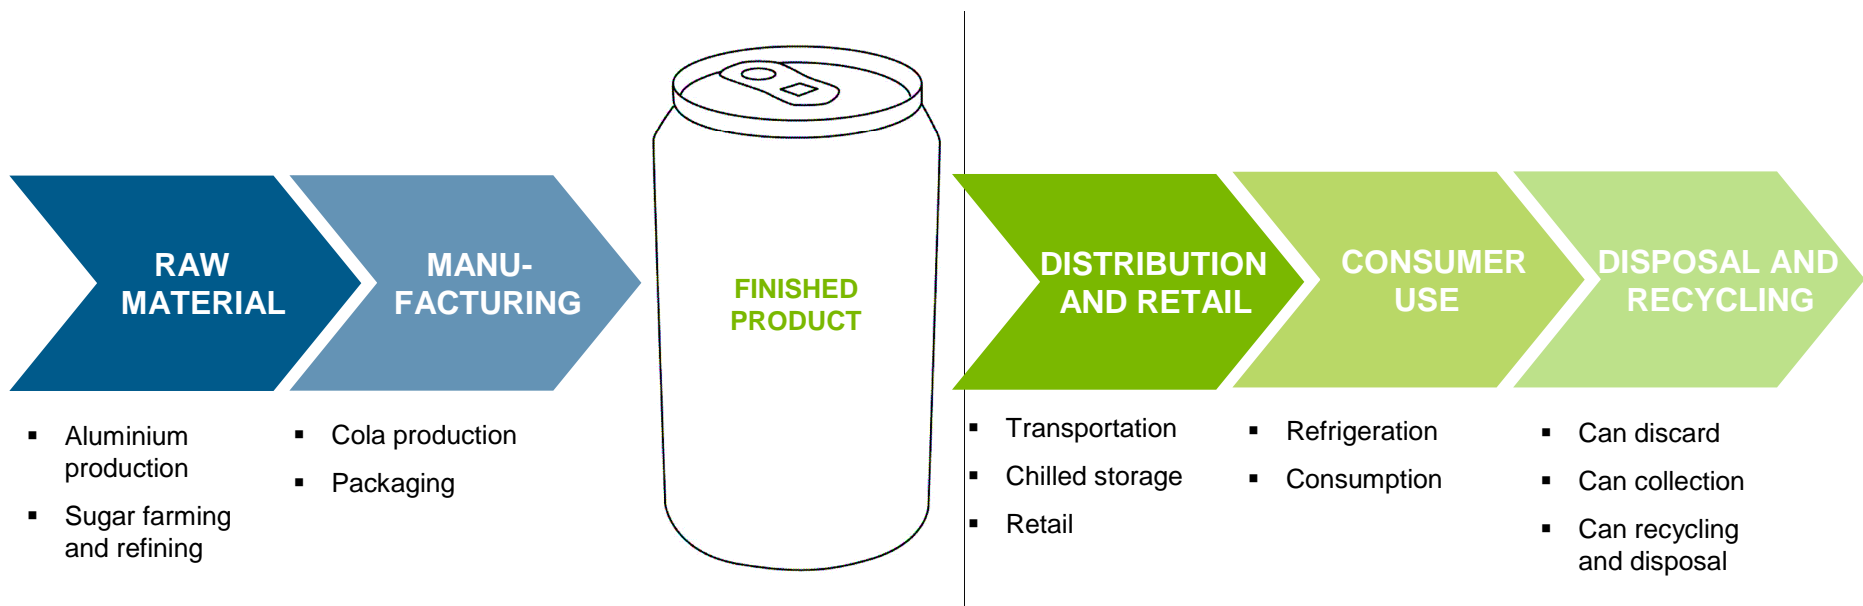 RAW
MATERIAL
▪ Aluminium
production
▪ Sugar farming
and refining
MANU-
FACTURING
▪ Cola production
▪ Packaging
FINISHED
PRODUCT
DISTRIBUTION
AND RETAIL
▪ Transportation
▪ Chilled storage
▪ Retail
CONSUMER
USE
▪ Refrigeration
▪ Consumption
DISPOSAL AND
RECYCLING
▪ Can discard
▪ Can collection
▪ Can recycling
and disposal